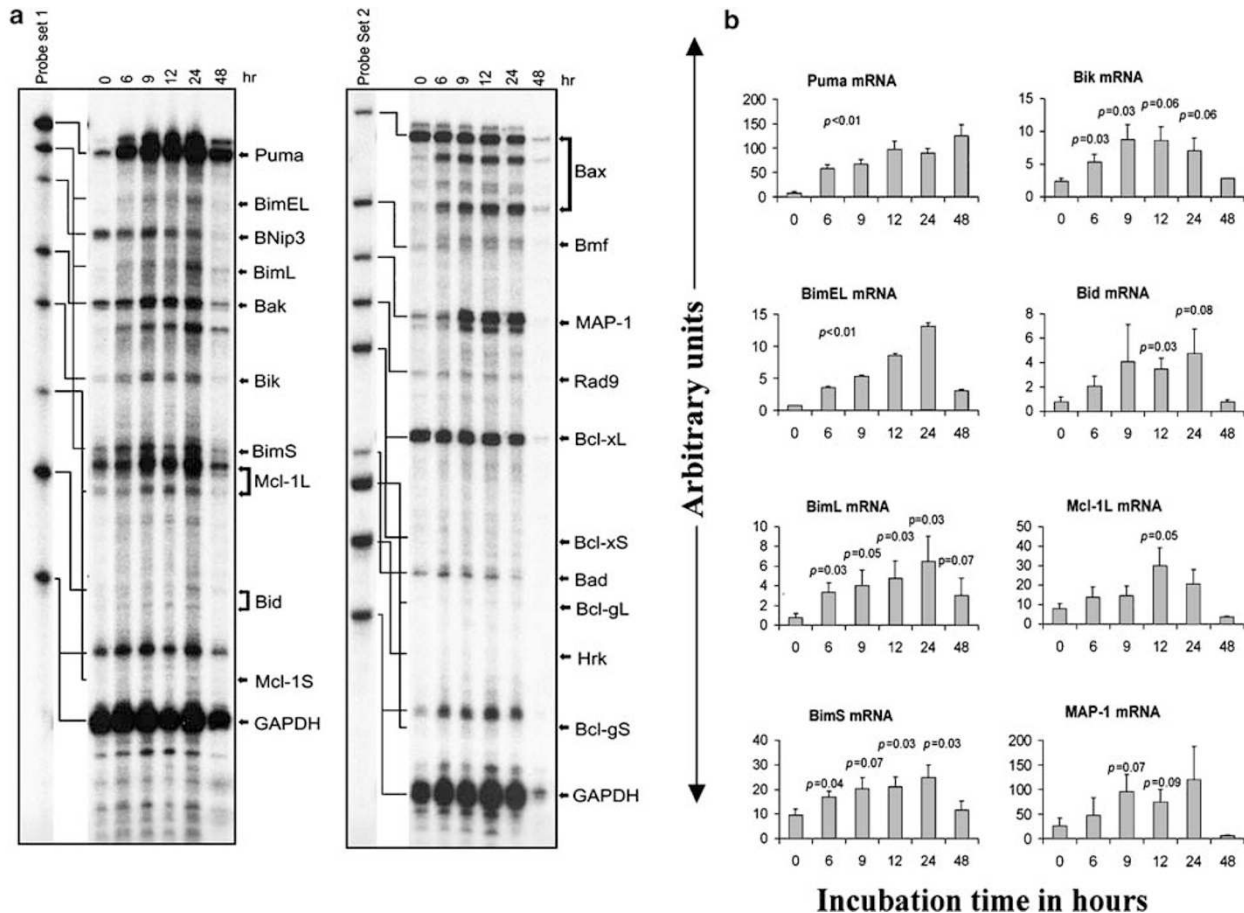 a
Probe set 1
0 6 9 12 24 48 hr
Puma
BimEL
BNip3
BimL
Bak
Bik
BimS
Mcl-1L
Bid
Mcl-1S
GAPDH
Probe Set 2
0 6 9 12 24 48 hr
Bax
Bmf
MAP-1
Rad9
Bcl-xL
Bcl-xS
Bad
Bcl-gL
Hrk
Bcl-gS
GAPDH
b
Arbitrary units
Puma mRNA
200
150
100
50
0
p<0.01
0 6 9 12 24 48
Bik mRNA
15
10
5
0
p=0.03
p=0.03
p=0.06
p=0.06
0 6 9 12 24 48
BimEL mRNA
15
10
5
0
p<0.01
0 6 9 12 24 48
Bid mRNA
8
6
4
2
0
p=0.03
p=0.08
0 6 9 12 24 48
BimL mRNA
10
8
6
4
2
0
p=0.03
p=0.05
p=0.03
p=0.03
p=0.07
0 6 9 12 24 48
Mcl-1L mRNA
50
40
30
20
10
0
p=0.05
0 6 9 12 24 48
BimS mRNA
40
30
20
10
0
p=0.04
p=0.07
p=0.03
p=0.03
0 6 9 12 24 48
MAP-1 mRNA
200
150
100
50
0
p=0.07
p=0.09
0 6 9 12 24 48
Incubation time in hours